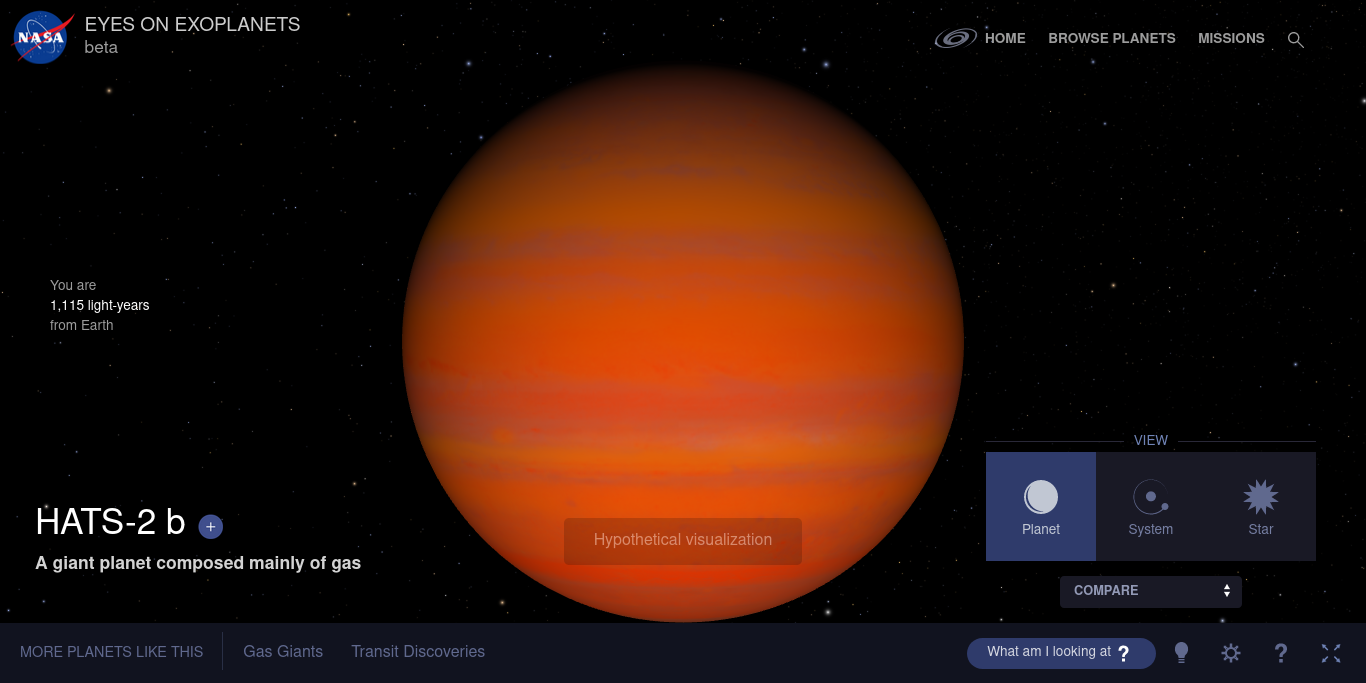 NASA
EYES ON EXOPLANETS
beta
HOME
BROWSE PLANETS
MISSIONS
You are
1,115 light-years
from Earth
HATS-2 b +
A giant planet composed mainly of gas
Hypothetical visualization
VIEW
Planet
System
Star
COMPARE
MORE PLANETS LIKE THIS
Gas Giants
Transit Discoveries
What am I looking at ?
?